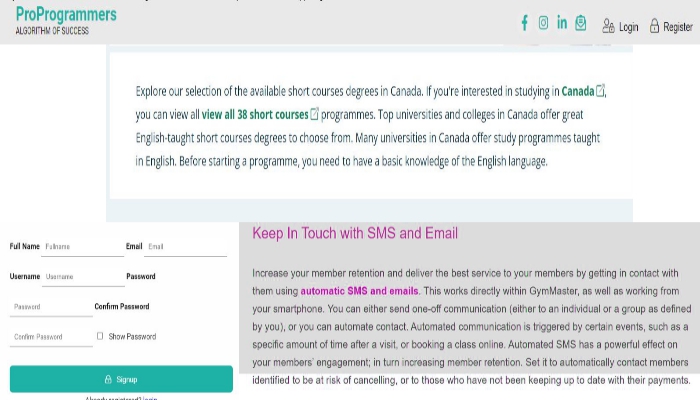 ProProgrammers
ALGORITHM OF SUCCESS
Login
Register
Explore our selection of the available short courses degrees in Canada. If you're interested in studying in Canada,
you can view all view all 38 short courses programmes. Top universities and colleges in Canada offer great
English-taught short courses degrees to choose from. Many universities in Canada offer study programmes taught
in English. Before starting a programme, you need to have a basic knowledge of the English language.
Full Name Fullname Email Email
Username Username Password
Password Confirm Password
Confirm Password Show Password
Signup
Already registered? login
Keep In Touch with SMS and Email
Increase your member retention and deliver the best service to your members by getting in contact with
them using automatic SMS and emails. This works directly within GymMaster, as well as working from
your smartphone. You can either send one-off communication (either to an individual or a group as defined
by you), or you can automate contact. Automated communication is triggered by certain events, such as a
specific amount of time after a visit, or booking a class online. Automated SMS has a powerful effect on
your members' engagement; in turn increasing member retention. Set it to automatically contact members
identified to be at risk of cancelling, or to those who have not been keeping up to date with their payments.